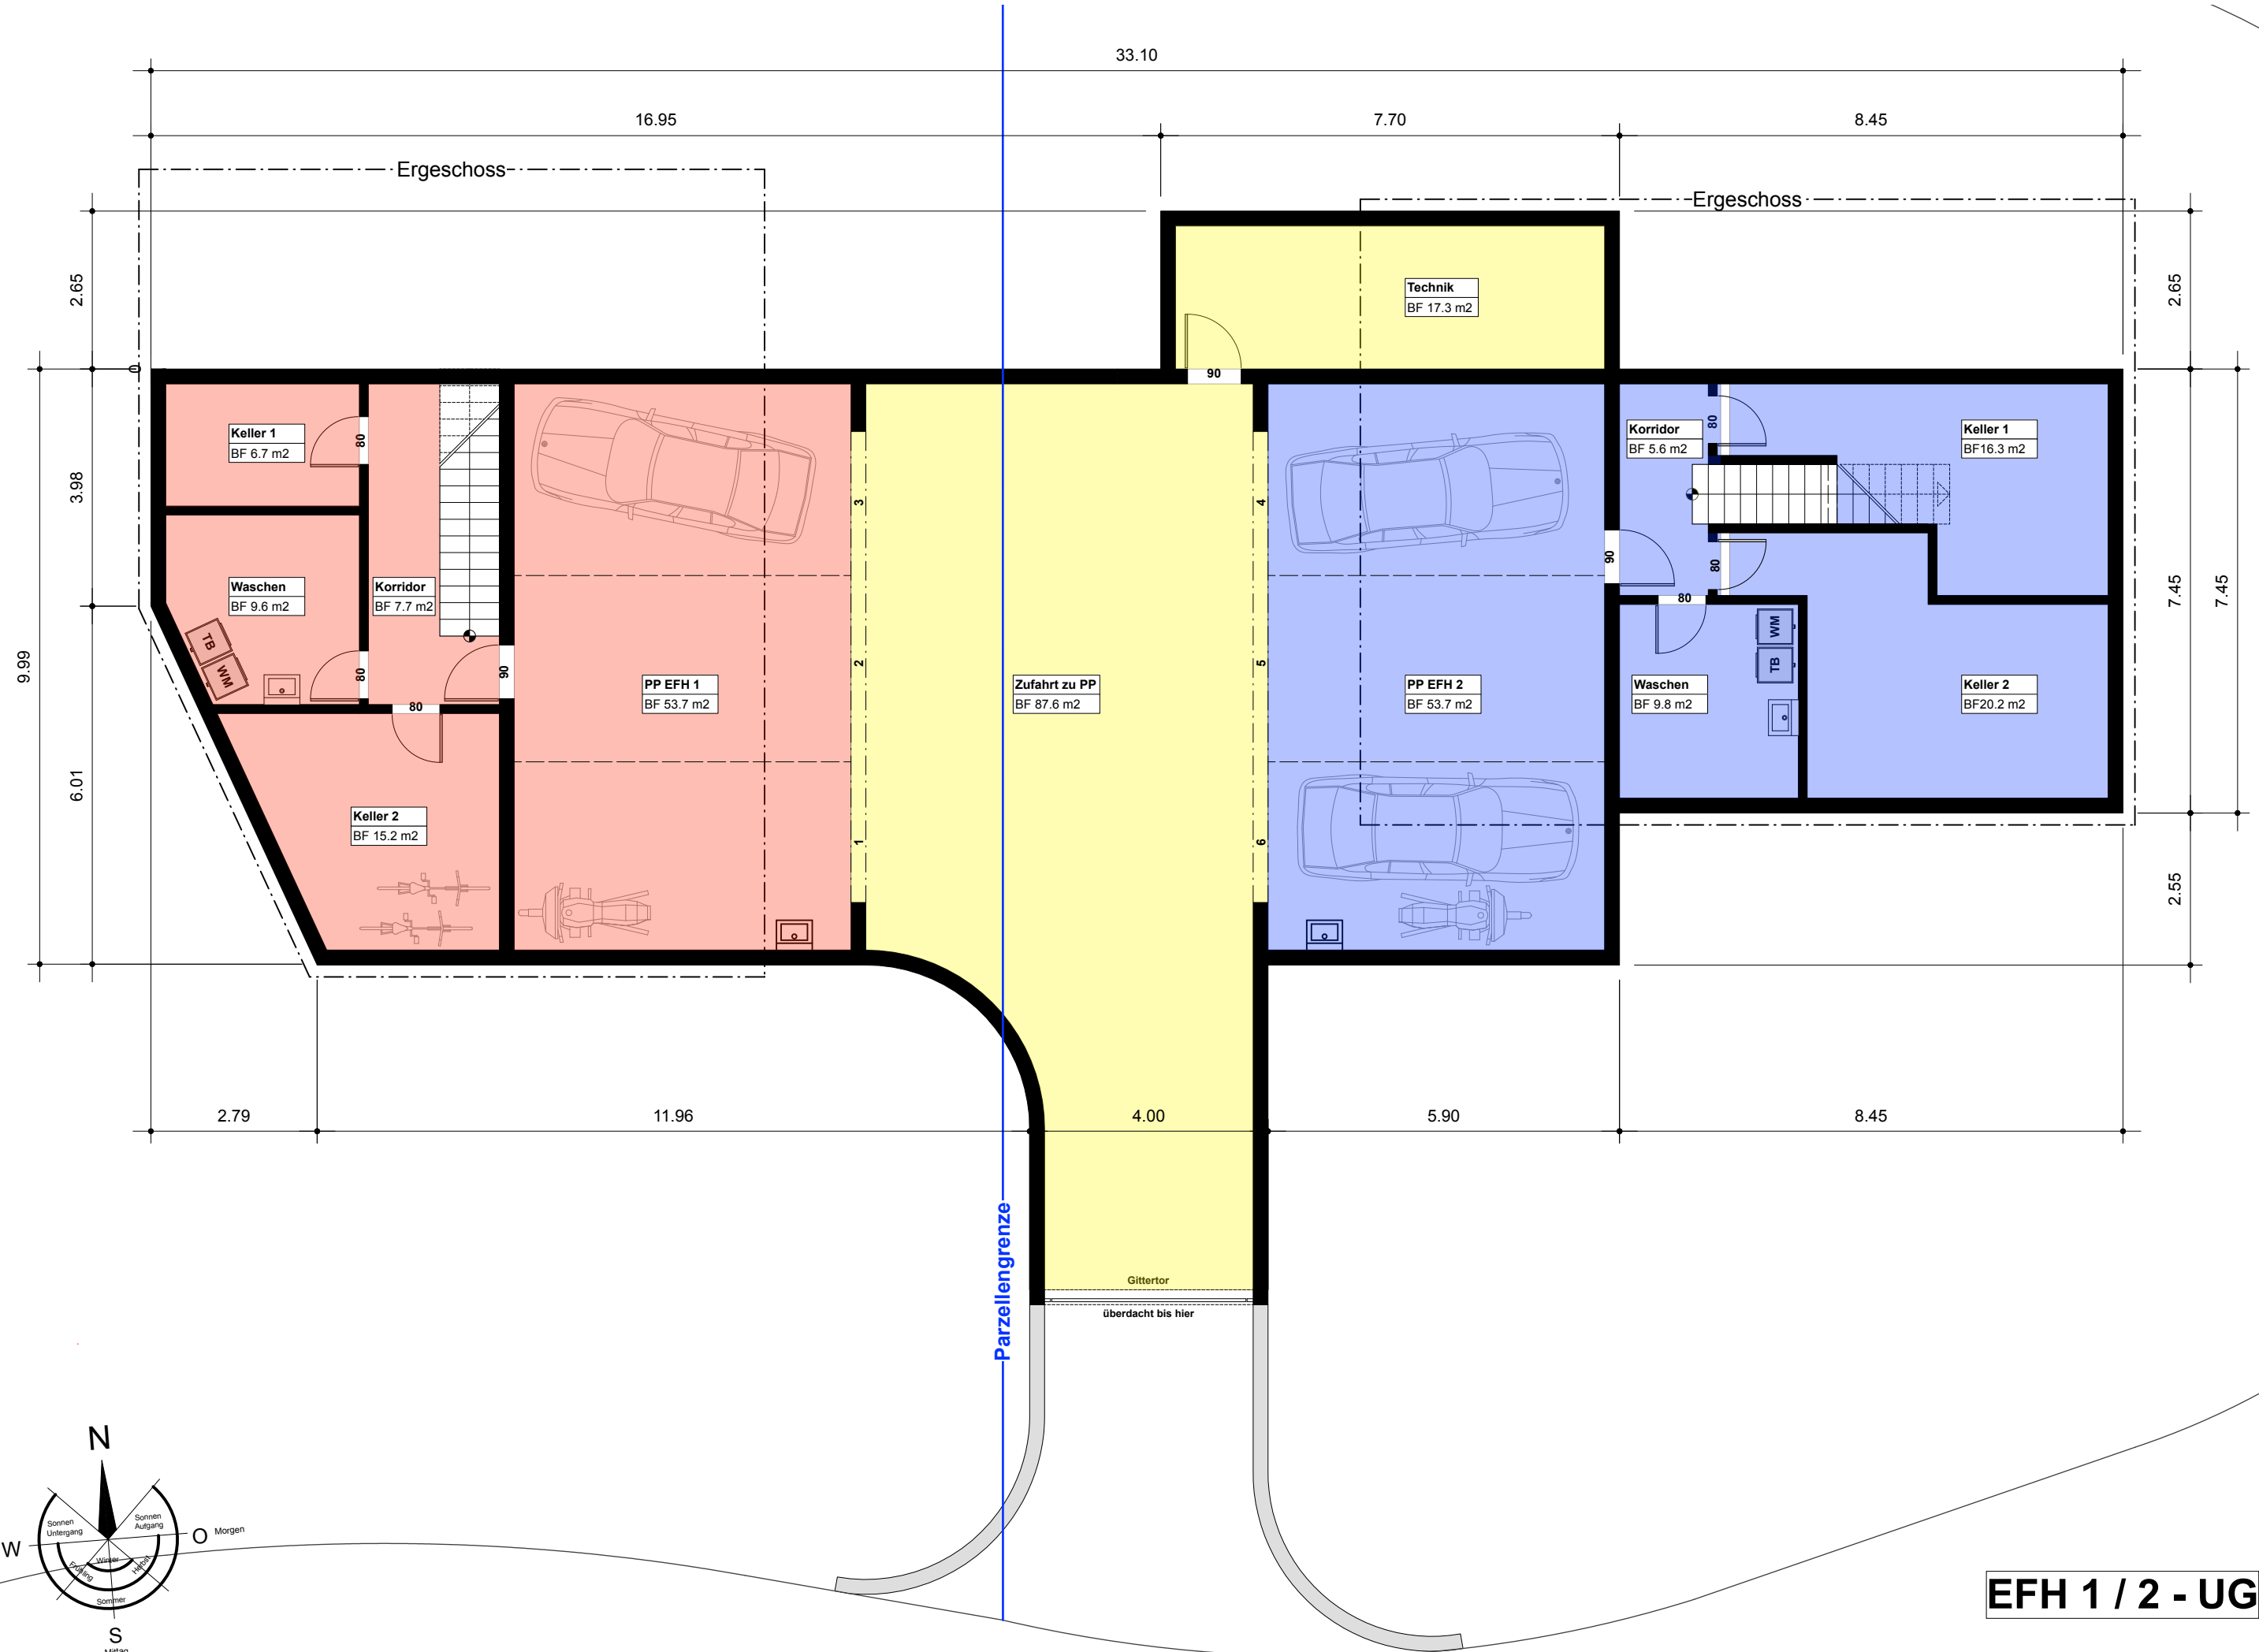 33.10
16.95
7.70
8.45
Ergeschoss
Ergeschoss
2.65
2.65
Technik
BF 17.3 m2
90
Keller 1
BF 6.7 m2
80
Korridor
BF 5.6 m2
80
Keller 1
BF16.3 m2
3.98
3
4
9.99
7.45
7.45
Waschen
BF 9.6 m2
Korridor
BF 7.7 m2
90
80
80
TB
WM
80
90
80
2
5
WM
TB
PP EFH 1
BF 53.7 m2
Zufahrt zu PP
BF 87.6 m2
PP EFH 2
BF 53.7 m2
Waschen
BF 9.8 m2
Keller 2
BF20.2 m2
6.01
Keller 2
BF 15.2 m2
1
6
2.55
2.79
11.96
4.00
5.90
8.45
Parzellengrenze
Gittertor
überdacht bis hier
N
Sonnen
Untergang
Sonnen
Aufgang
W
O
Morgen
Winter
Frühling
Herbst
Sommer
S
Mittag
EFH 1 / 2 - UG